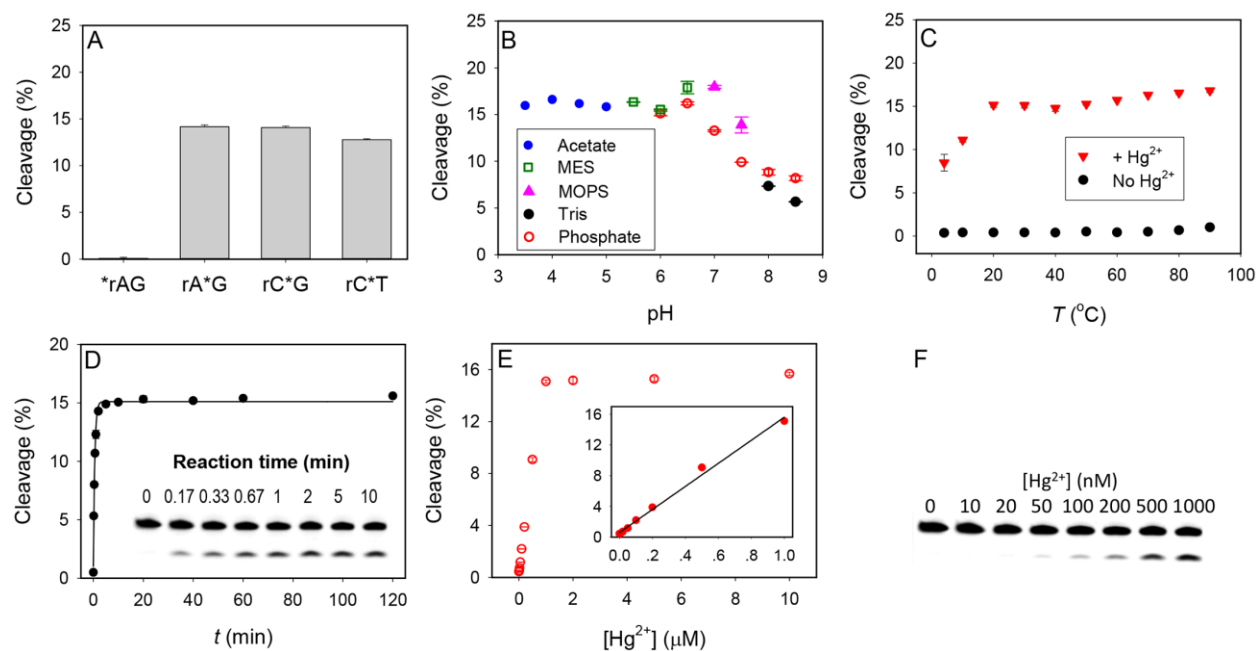 A
Cleavage (%)
25
20
15
10
5
0
*rAG rA*G rC*G rC*T
B
Cleavage (%)
25
20
15
10
5
0
Acetate
MES
MOPS
Tris
Phosphate
3 4 5 6 7 8 9
pH
C
Cleavage (%)
25
20
15
10
5
0
+ Hg²⁺
No Hg²⁺
0 20 40 60 80 100
T (°C)
D
Cleavage (%)
20
15
10
5
0
Reaction time (min)
0 0.17 0.33 0.67 1 2 5 10
0 20 40 60 80 100 120
t (min)
E
Cleavage (%)
16
12
8
4
0
16
12
8
4
0
0.0 .2 .4 .6 .8 1.0
0 2 4 6 8 10
[Hg²⁺] (μM)
F
[Hg²⁺] (nM)
0 10 20 50 100 200 500 1000